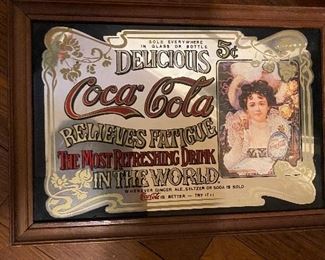 SOLD EVERYWHERE
IN GLASS OR BOTTLE
DELICIOUS 5¢
Coca-Cola
RELIEVES FATIGUE
THE MOST REFRESHING DRINK
IN THE WORLD
WHENEVER GINGER ALE, SELTZER OR SODA IS SOLD
Coca-Cola IS BETTER — TRY IT!